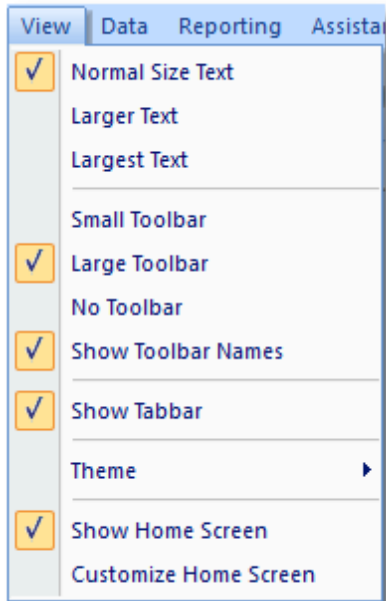 View Data Reporting Assista
Normal Size Text
Larger Text
Largest Text
Small Toolbar
Large Toolbar
No Toolbar
Show Toolbar Names
Show Tabbar
Theme
Show Home Screen
Customize Home Screen